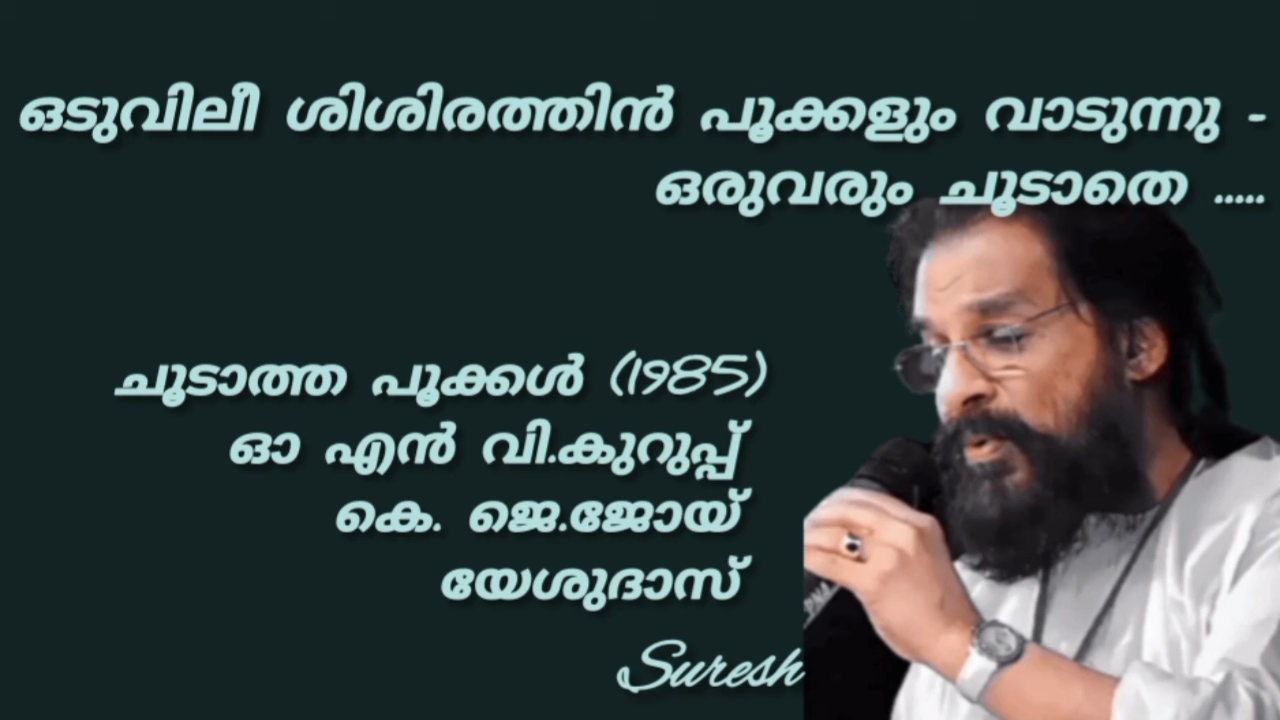 ഒടുവിലീ ശിശിരത്തിൻ പൂക്കളും വാടുന്നു -
ഒരുവരും ചൂടാതെ .....
ചൂടാത്ത പൂക്കൾ (1985)
ഓ എൻ വി.കുറുപ്പ്
കെ. ജെ.ജോയ്
യേശുദാസ്
Suresh